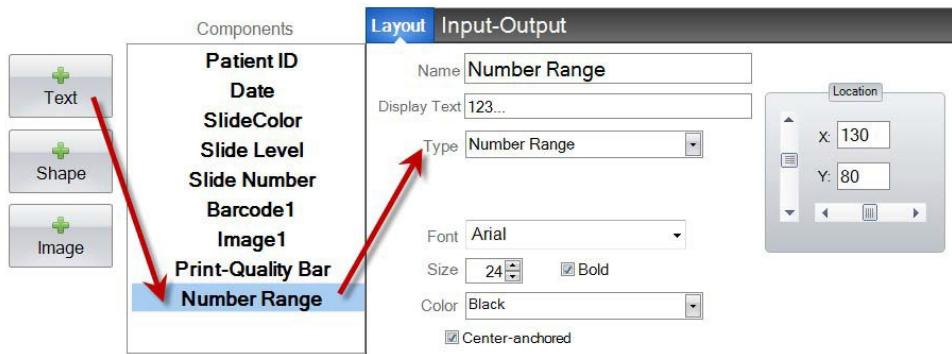 Components
Text
Shape
Image
Patient ID
Date
SlideColor
Slide Level
Slide Number
Barcode1
Image1
Print-Quality Bar
Number Range
Layout Input-Output
Name Number Range
Display Text 123...
Type Number Range
Font Arial
Size 24 Bold
Color Black
Center-anchored
Location
X: 130
Y: 80